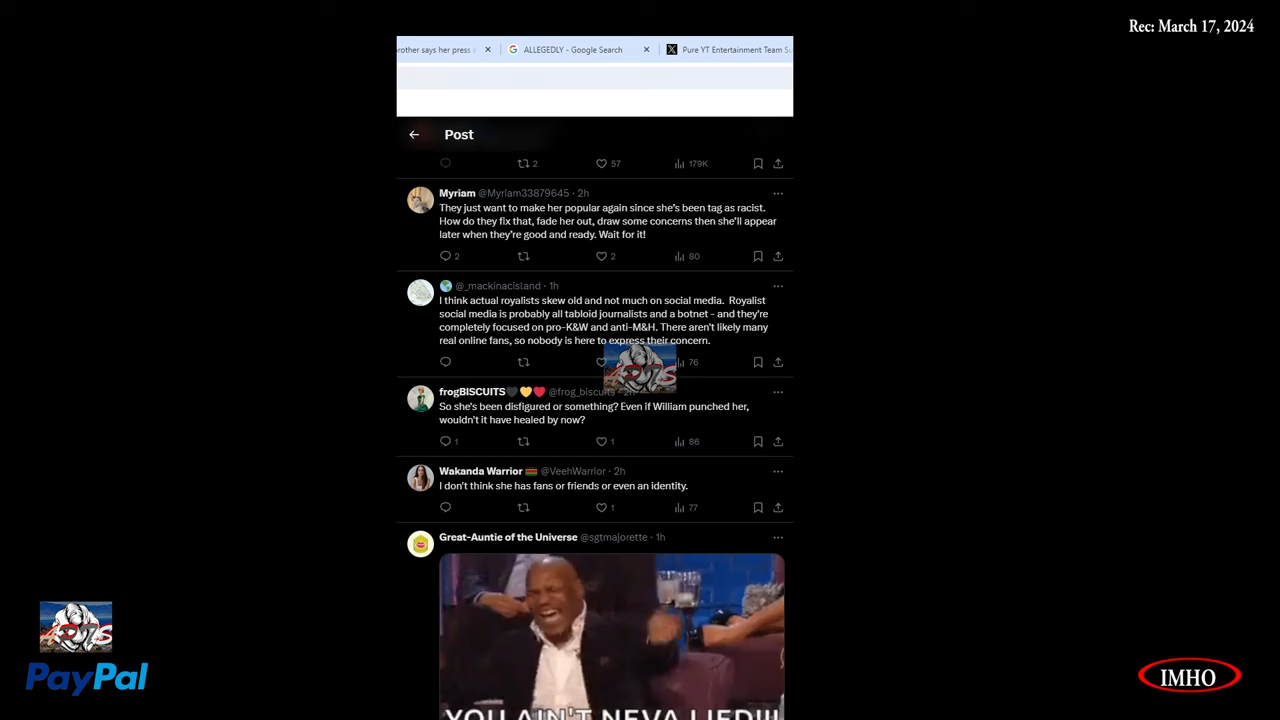 Rec: March 17, 2024
brother says her press
ALLEGEDLY - Google Search
Pure YT Entertainment Team
Post
2 57 179K
Myriam @Myriam33879645 · 2h
They just want to make her popular again since she's been tag as racist.
How do they fix that, fade her out, draw some concerns then she'll appear
later when they're good and ready. Wait for it!
2 2 80
@_mackinacisland · 1h
I think actual royalists skew old and not much on social media. Royalist
social media is probably all tabloid journalists and a botnet - and they're
completely focused on pro-K&W and anti-M&H. There aren't likely many
real online fans, so nobody is here to express their concern.
76
4R7S
frogBISCUITS @frog_biscuits · 2h
So she's been disfigured or something? Even if William punched her,
wouldn't it have healed by now?
1 1 86
Wakanda Warrior @VeehWarrior · 2h
I don't think she has fans or friends or even an identity.
1 77
Great-Auntie of the Universe @sgtmajorette · 1h
YOU AIN'T NEVA LIED!!!
4R7S
PayPal
IMHO